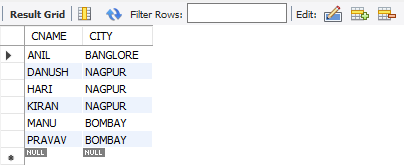 Result Grid Filter Rows: Edit:
CNAME CITY
ANIL BANGLORE
DANUSH NAGPUR
HARI NAGPUR
KIRAN NAGPUR
MANU BOMBAY
PRAVAV BOMBAY
NULL NULL